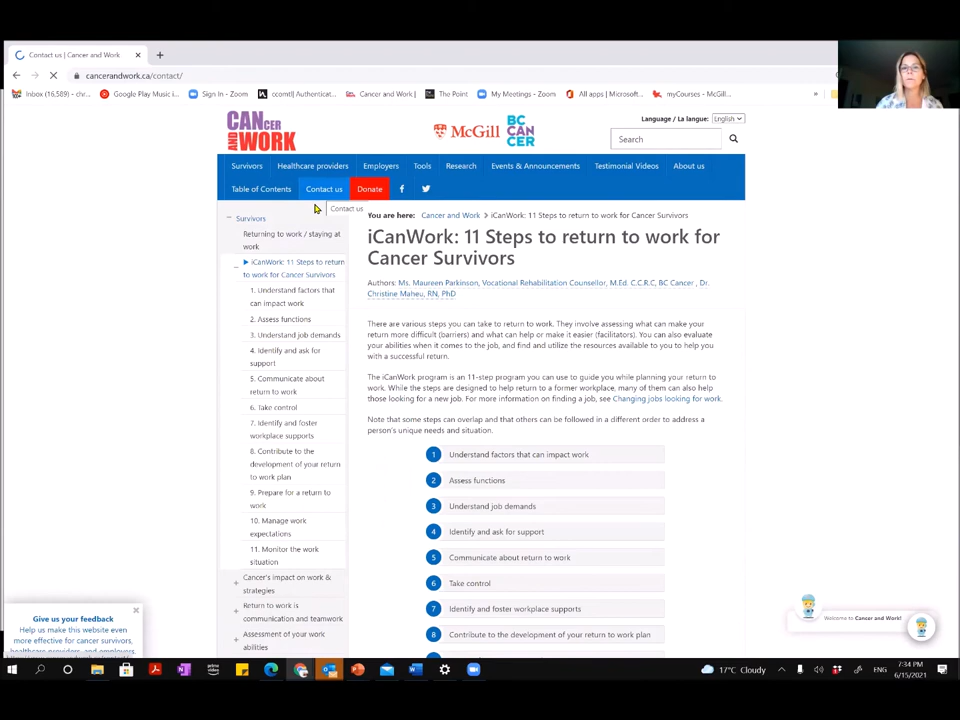 Contact us | Cancer and Work
cancerandwork.ca/contact/
Inbox (16,589) - chr... Google Play Music i... Sign In - Zoom ccomtl| Authenticat... Cancer and Work | The Point My Meetings - Zoom All apps | Microsoft... myCourses - McGill... »
CANcer AND WORK
McGill
BC CAN CER
Language / La langue: English
Search
Survivors Healthcare providers Employers Tools Research Events & Announcements Testimonial Videos About us
Table of Contents Contact us Donate
Contact us
Survivors
Returning to work / staying at
work
iCanWork: 11 Steps to return
to work for Cancer Survivors
1. Understand factors that
can impact work
2. Assess functions
3. Understand job demands
4. Identify and ask for
support
5. Communicate about
return to work
6. Take control
7. Identify and foster
workplace supports
8. Contribute to the
development of your return
to work plan
9. Prepare for a return to
work
10. Manage work
expectations
11. Monitor the work
situation
Cancer's impact on work &
strategies
Return to work is
communication and teamwork
Assessment of your work
abilities
You are here: Cancer and Work > iCanWork: 11 Steps to return to work for Cancer Survivors
iCanWork: 11 Steps to return to work for
Cancer Survivors
Authors: Ms. Maureen Parkinson, Vocational Rehabilitation Counsellor, M.Ed. C.C.R.C, BC Cancer , Dr.
Christine Maheu, RN, PhD
There are various steps you can take to return to work. They involve assessing what can make your
return more difficult (barriers) and what can help or make it easier (facilitators). You can evaluate
your abilities when it comes to the job, and find and utilize the resources available to you to help you
with a successful return.
The iCanWork program is an 11-step program you can use to guide you while planning your return to
work. While the steps are designed to help return to a former workplace, many of them can also help
those looking for a new job. For more information on finding a job, see Changing jobs looking for work.
Note that some steps can overlap and that others can be followed in a different order to address a
person's unique needs and situation.
1 Understand factors that can impact work
2 Assess functions
3 Understand job demands
4 Identify and ask for support
5 Communicate about return to work
6 Take control
7 Identify and foster workplace supports
8 Contribute to the development of your return to work plan
Give us your feedback
Help us make this website even
more effective for cancer survivors,
healthcare providers, and employers
Welcome to Cancer and Work!
17°C Cloudy ENG 7:34 PM
6/15/2021